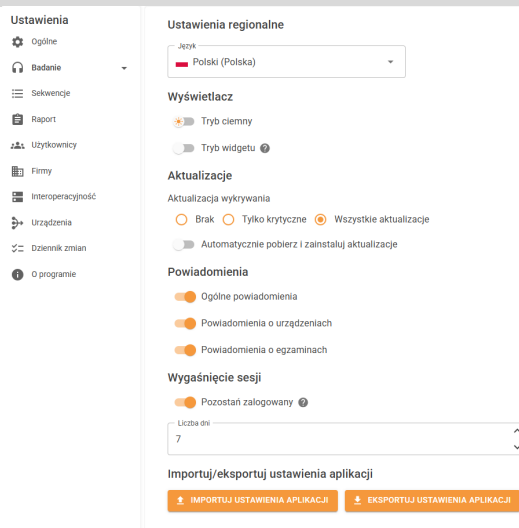 Ustawienia
Ogólne
Badanie
Sekwencje
Raport
Użytkownicy
Firmy
Interoperacyjność
Urządzenia
Dziennik zmian
O programie
Ustawienia regionalne
Język
Polski (Polska)
Wyświetlacz
Tryb ciemny
Tryb widgetu
Aktualizacje
Aktualizacja wykrywania
Brak Tylko krytyczne Wszystkie aktualizacje
Automatycznie pobierz i zainstaluj aktualizacje
Powiadomienia
Ogólne powiadomienia
Powiadomienia o urządzeniach
Powiadomienia o egzaminach
Wygaśnięcie sesji
Pozostań zalogowany
Liczba dni
7
Importuj/eksportuj ustawienia aplikacji
IMPORTUJ USTAWIENIA APLIKACJI EKSPORTUJ USTAWIENIA APLIKACJI